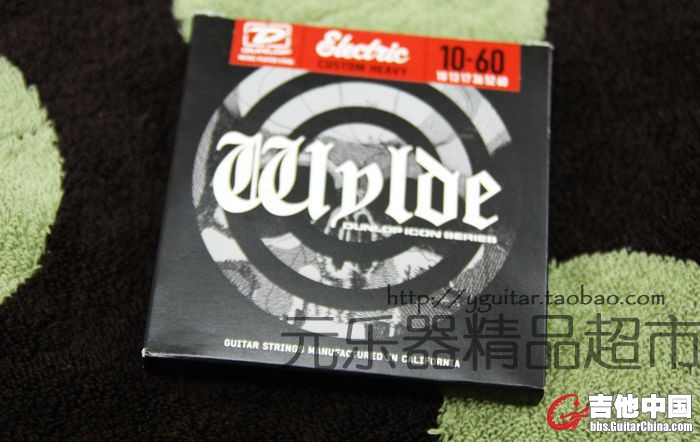 DUNLOP
NICKEL PLATED STEEL
Electric
CUSTOM HEAVY
10-60
10 13 17 36 52 60
Wylde
DUNLOP ICON SERIES
http://yguitar.taobao.com
元乐器精品超市
GUITAR STRINGS MANUFACTURED IN CALIFORNIA
吉他中国
bbs.GuitarChina.com